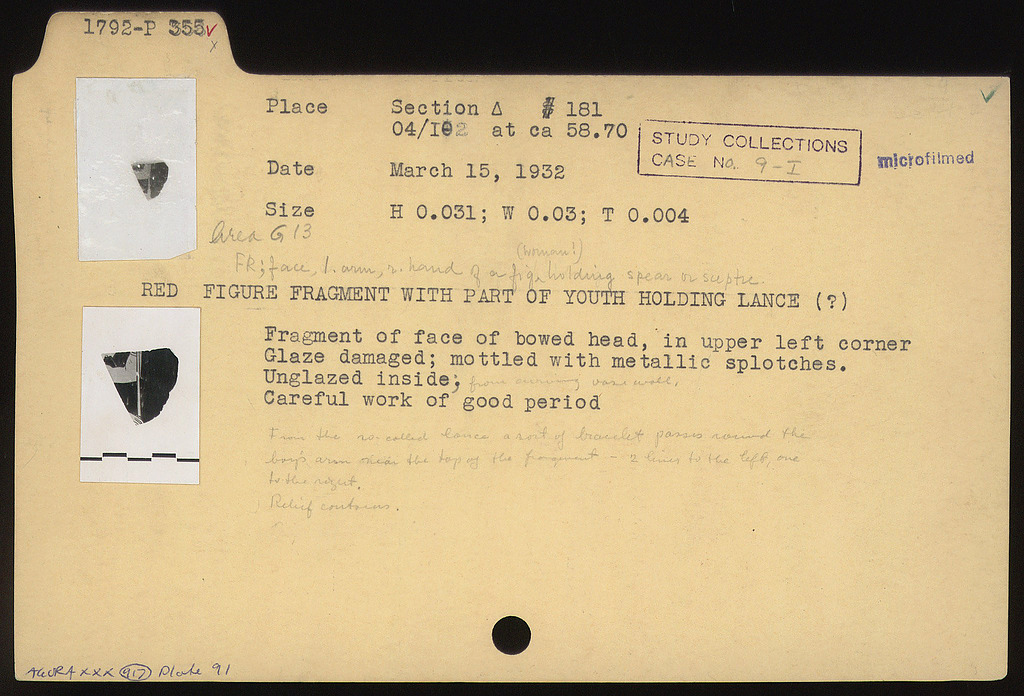 1792-P 355
x
Place Section Δ # 181
04/I02 at ca 58.70
STUDY COLLECTIONS
CASE No. 9-I
microfilmed
Date March 15, 1932
Size H 0.031; W 0.03; T 0.004
Area G 13
(woman!)
FR; face, l. arm, r. hand of a fig. holding spear or sceptre.
RED FIGURE FRAGMENT WITH PART OF YOUTH HOLDING LANCE (?)
Fragment of face of bowed head, in upper left corner
Glaze damaged; mottled with metallic splotches.
Unglazed inside; from curving vase wall.
Careful work of good period
From the so-called lance a sort of bracelet passes round the
boy's arm near the top of the fragment - 2 lines to the left, one
to the right.
Relief contours.
AGORA XXX 917 Plate 91